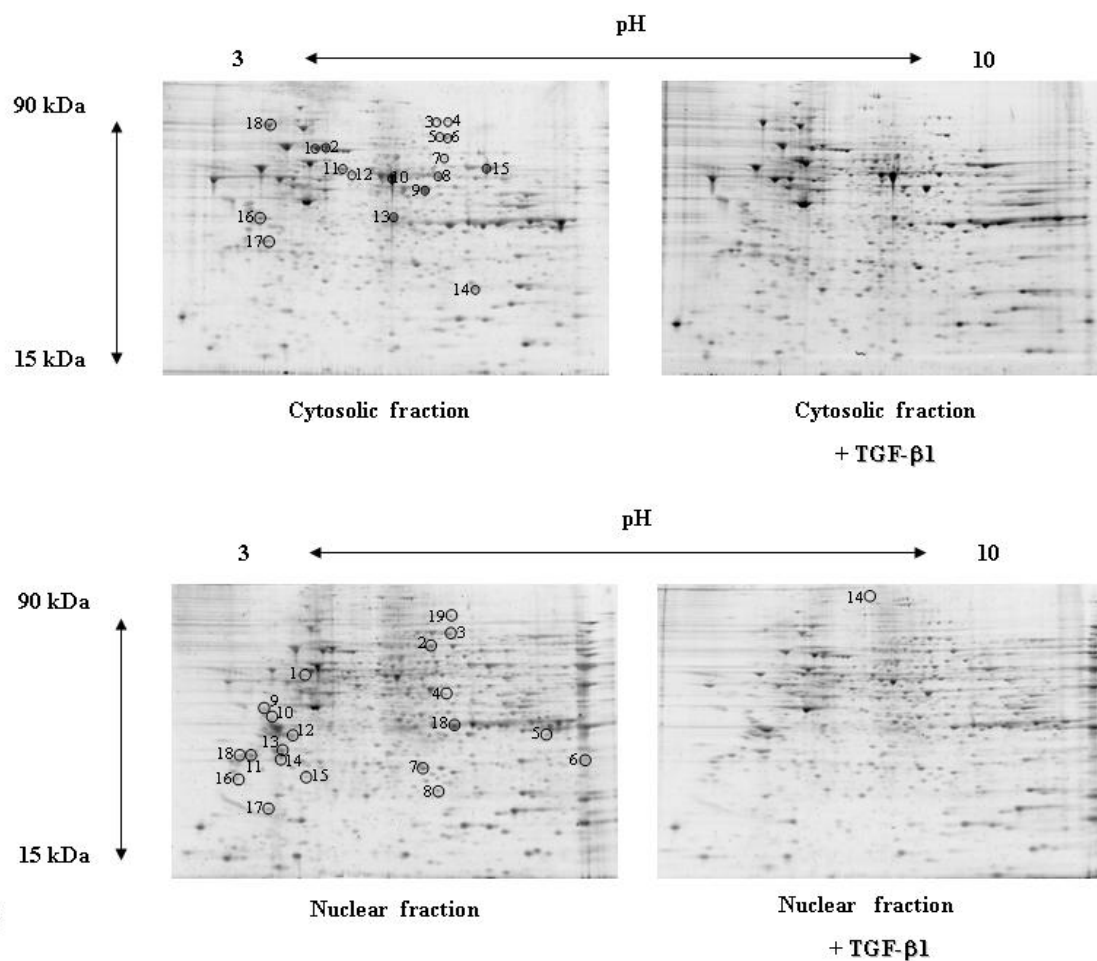 pH
3 10
90 kDa
18 3 4
5 6
1 2
7
11 12 10 8 15
9
16 13
17
14
15 kDa
Cytosolic fraction Cytosolic fraction
+ TGF-β1
pH
3 10
90 kDa
14
19
3
2
1
4
9
10
18
12 5
13
18 11 14 6
16 15 7
8
17
15 kDa
Nuclear fraction Nuclear fraction
+ TGF-β1